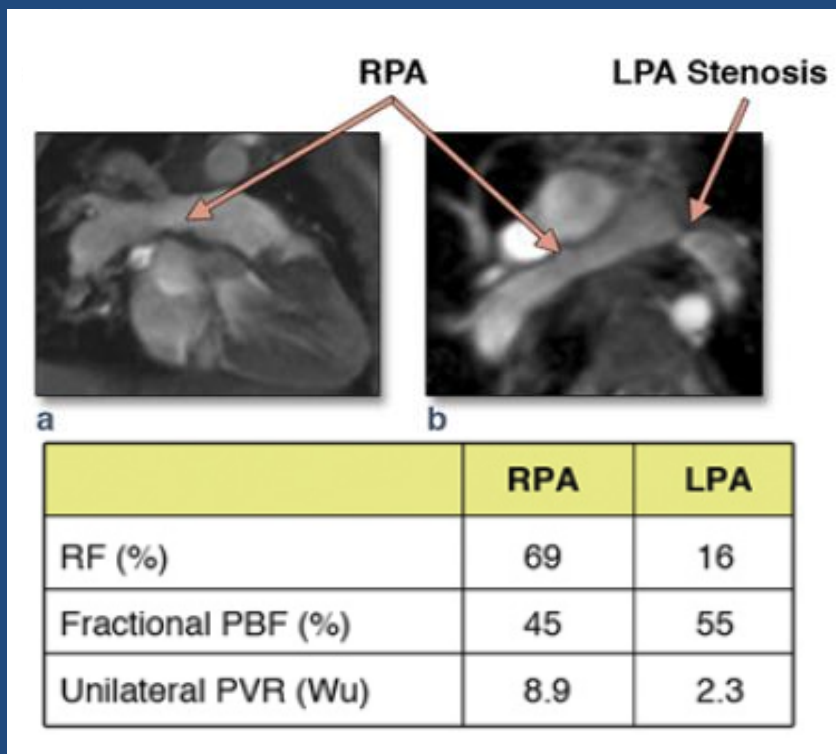 RPA LPA Stenosis
a b
RPA LPA
RF (%) 69 16
Fractional PBF (%) 45 55
Unilateral PVR (Wu) 8.9 2.3